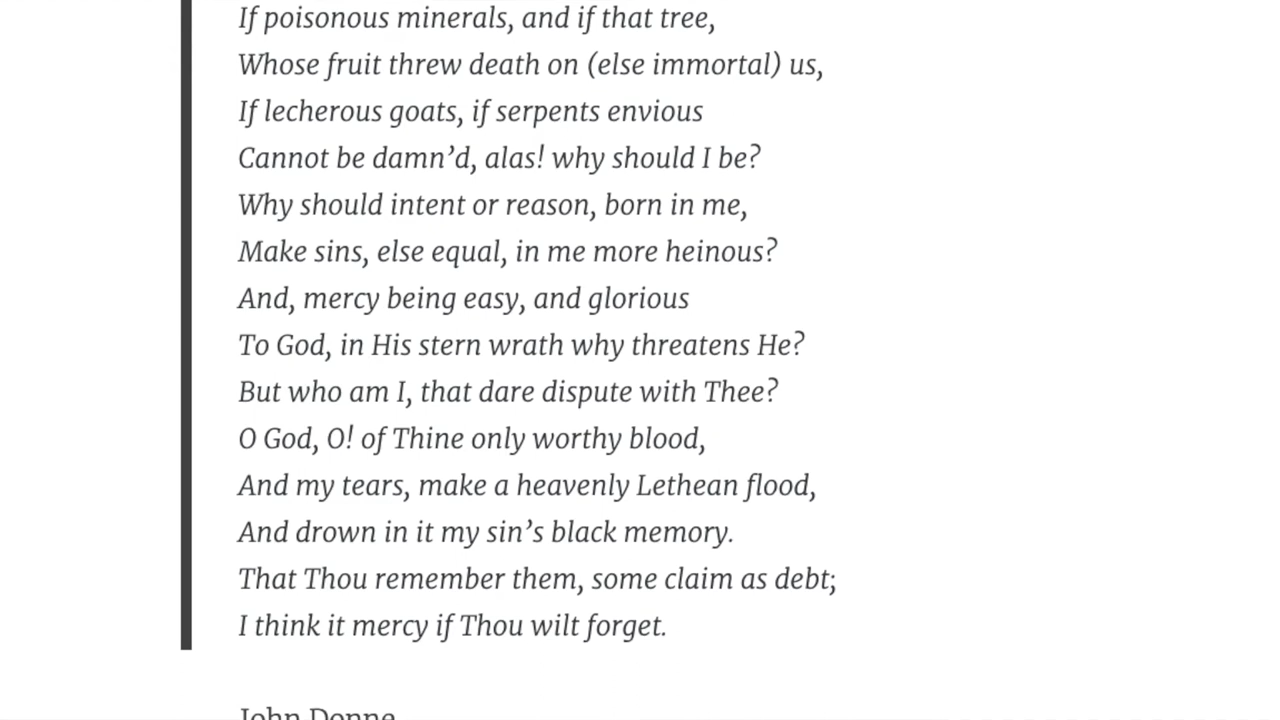 If poisonous minerals, and if that tree,
Whose fruit threw death on (else immortal) us,
If lecherous goats, if serpents envious
Cannot be damn’d, alas! why should I be?
Why should intent or reason, born in me,
Make sins, else equal, in me more heinous?
And, mercy being easy, and glorious
To God, in His stern wrath why threatens He?
But who am I, that dare dispute with Thee?
O God, O! of Thine only worthy blood,
And my tears, make a heavenly Lethean flood,
And drown in it my sin’s black memory.
That Thou remember them, some claim as debt;
I think it mercy if Thou wilt forget.
John Donne